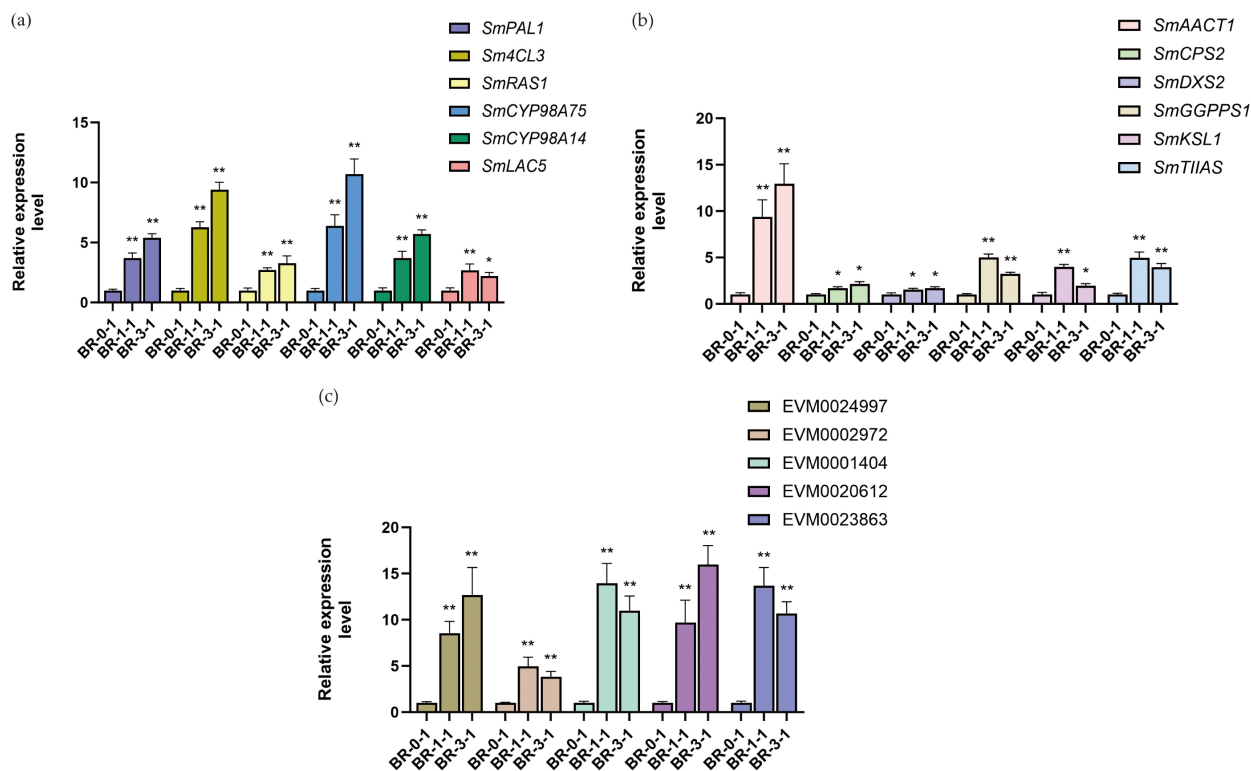 (a)
SmPAL1
Sm4CL3
SmRAS1
SmCYP98A75
SmCYP98A14
SmLAC5
Relative expression
level
15
10
5
0
** ** ** ** ** ** ** ** ** ** ** *
BR-0-1 BR-1-1 BR-3-1 BR-0-1 BR-1-1 BR-3-1 BR-0-1 BR-1-1 BR-3-1 BR-0-1 BR-1-1 BR-3-1 BR-0-1 BR-1-1 BR-3-1 BR-0-1 BR-1-1 BR-3-1
(b)
SmAACT1
SmCPS2
SmDXS2
SmGGPPS1
SmKSL1
SmTIIAS
Relative expression
level
20
15
10
5
0
** ** * * * * ** ** ** * ** **
BR-0-1 BR-1-1 BR-3-1 BR-0-1 BR-1-1 BR-3-1 BR-0-1 BR-1-1 BR-3-1 BR-0-1 BR-1-1 BR-3-1 BR-0-1 BR-1-1 BR-3-1 BR-0-1 BR-1-1 BR-3-1
(c)
EVM0024997
EVM0002972
EVM0001404
EVM0020612
EVM0023863
Relative expression
level
20
15
10
5
0
** ** ** ** ** ** ** ** ** **
BR-0-1 BR-1-1 BR-3-1 BR-0-1 BR-1-1 BR-3-1 BR-0-1 BR-1-1 BR-3-1 BR-0-1 BR-1-1 BR-3-1 BR-0-1 BR-1-1 BR-3-1